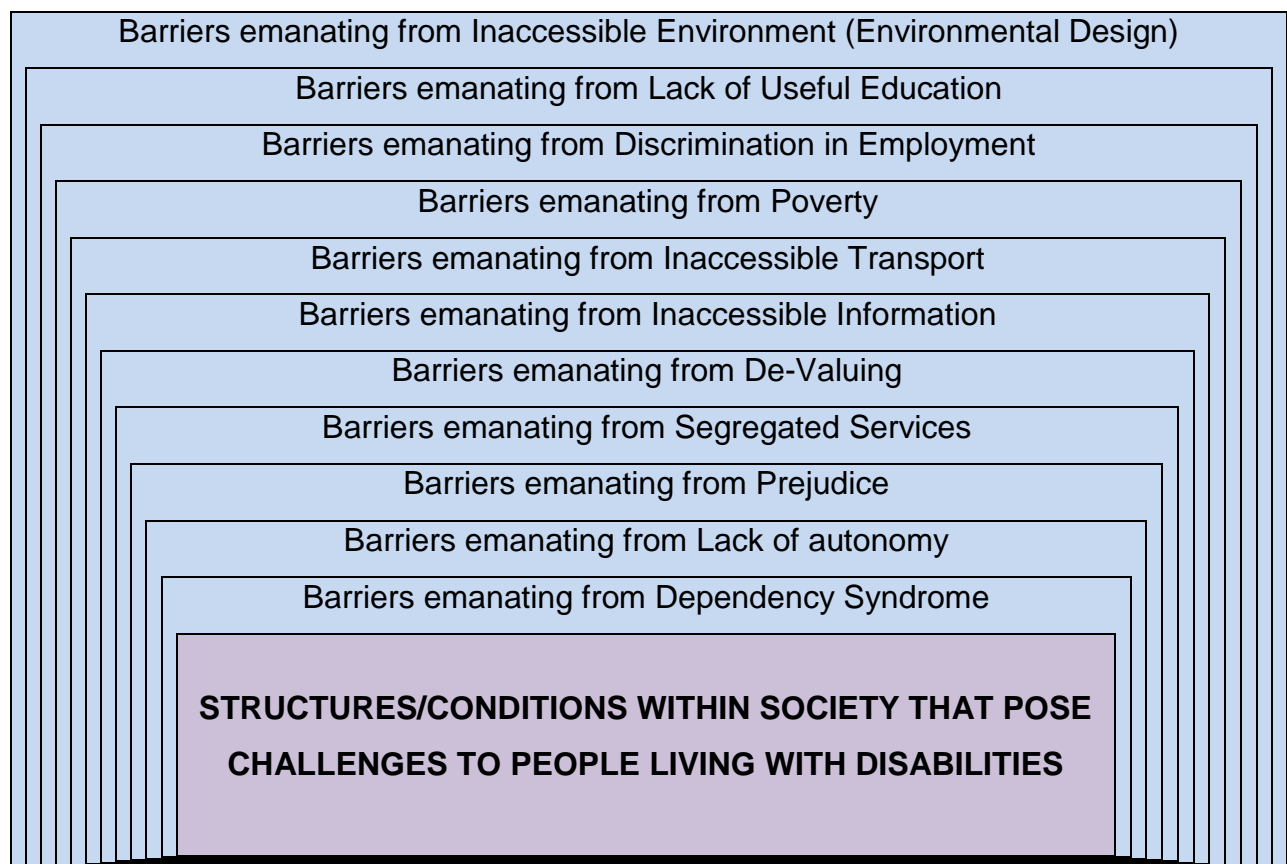 Barriers emanating from Inaccessible Environment (Environmental Design)
Barriers emanating from Lack of Useful Education
Barriers emanating from Discrimination in Employment
Barriers emanating from Poverty
Barriers emanating from Inaccessible Transport
Barriers emanating from Inaccessible Information
Barriers emanating from De-Valuing
Barriers emanating from Segregated Services
Barriers emanating from Prejudice
Barriers emanating from Lack of autonomy
Barriers emanating from Dependency Syndrome
STRUCTURES/CONDITIONS WITHIN SOCIETY THAT POSE
CHALLENGES TO PEOPLE LIVING WITH DISABILITIES